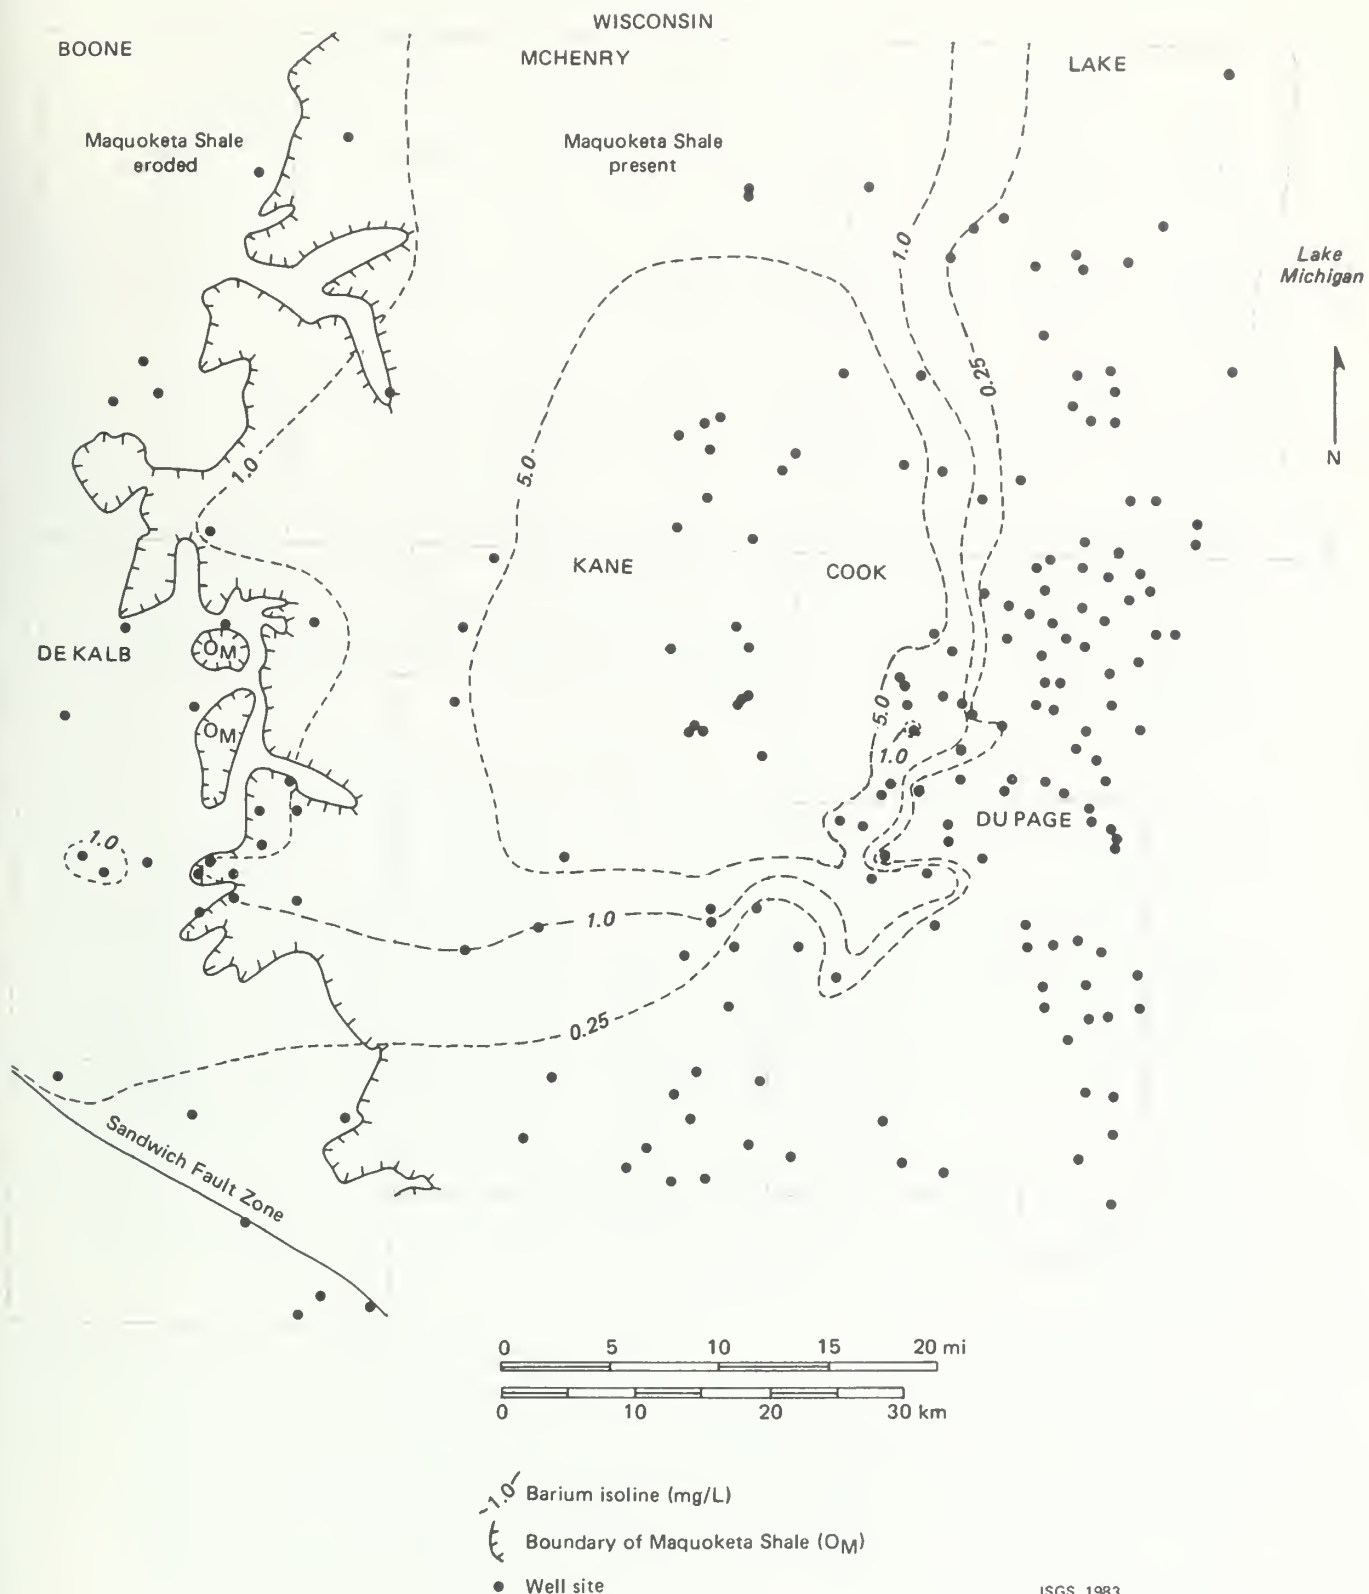 WISCONSIN
BOONE
MCHENRY
LAKE
Maquoketa Shale
eroded
Maquoketa Shale
present
1.0
Lake
Michigan
0.25
5.0
1.0
N
KANE
COOK
DE KALB
OM
5.0
OM
1.0
DU PAGE
1.0
1.0
0.25
Sandwich Fault Zone
0 5 10 15 20 mi
0 10 20 30 km
1.0 Barium isoline (mg/L)
Boundary of Maquoketa Shale (OM)
Well site
ISGS 1983